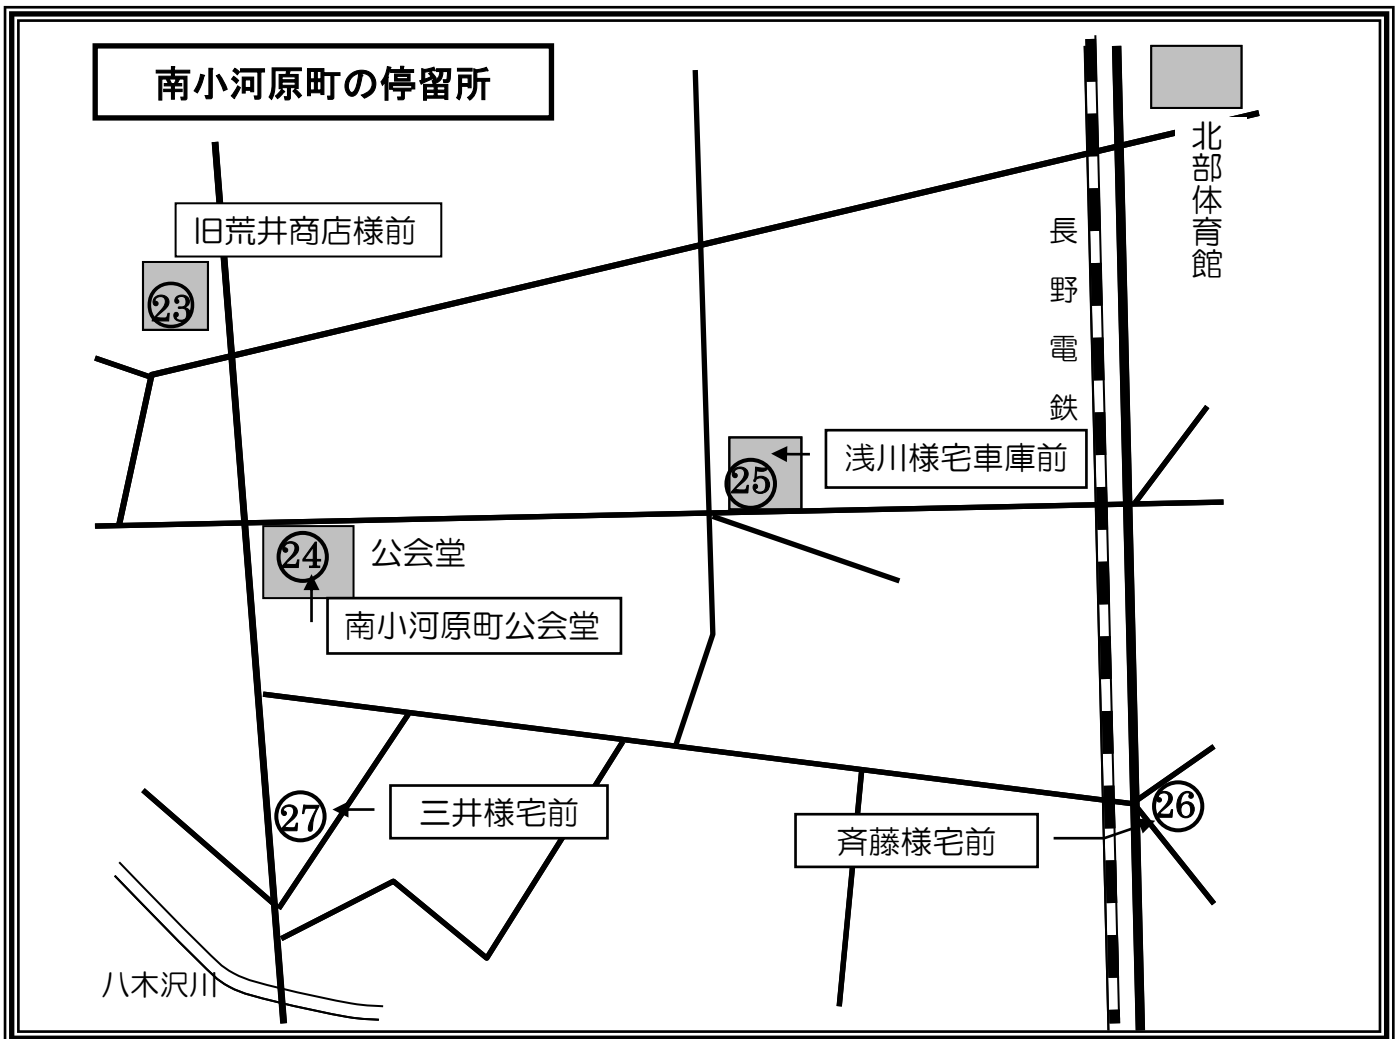 南小河原町の停留所
北部体育館
旧荒井商店様前
長野電鉄
23
浅川様宅車庫前
25
24
公会堂
南小河原町公会堂
27
三井様宅前
26
斉藤様宅前
八木沢川